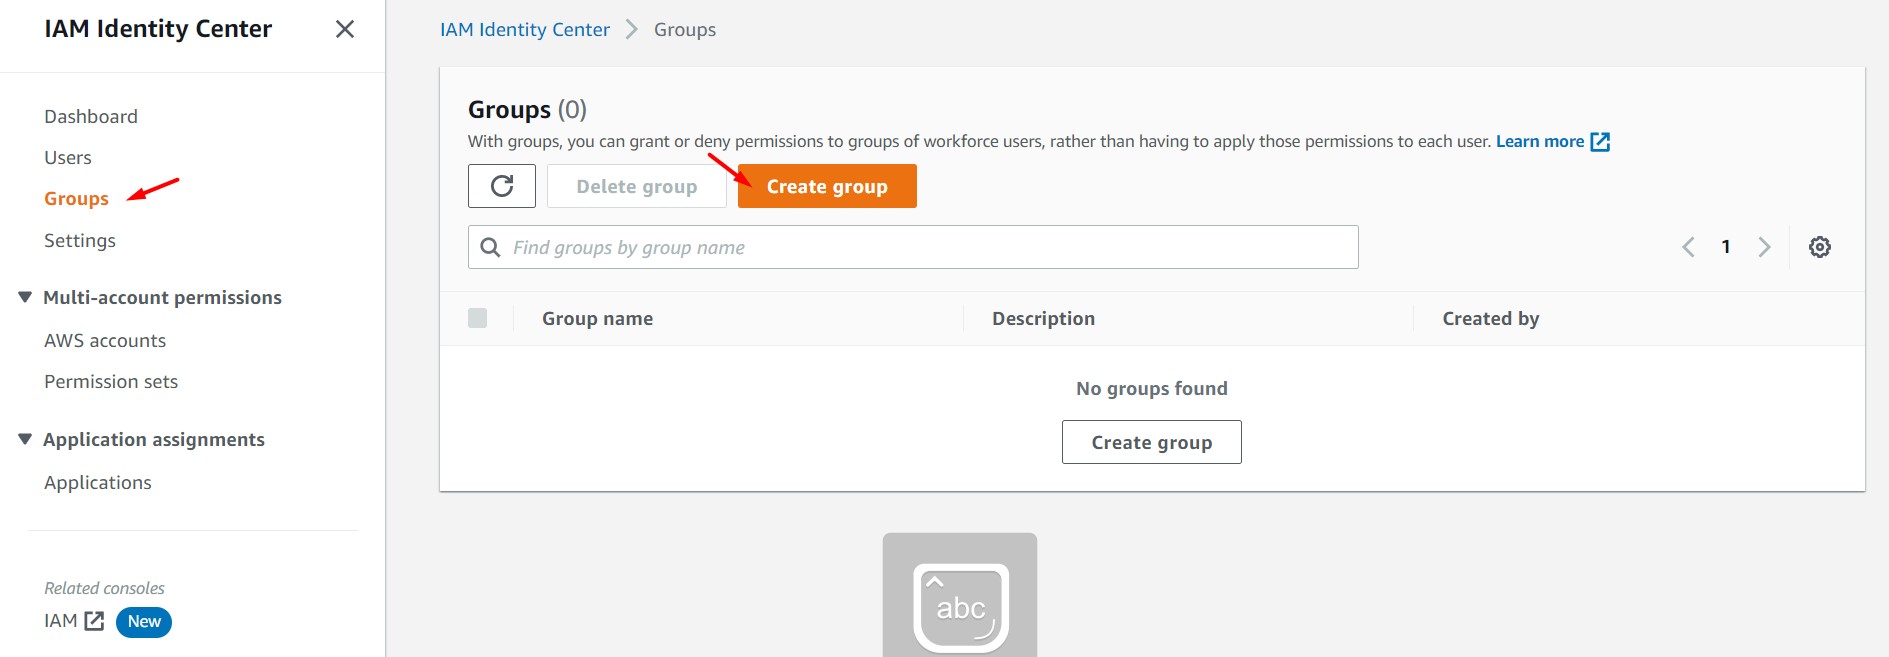 IAM Identity Center
Dashboard
Users
Groups
Settings
Multi-account permissions
AWS accounts
Permission sets
Application assignments
Applications
Related consoles
IAM New
IAM Identity Center > Groups
Groups (0)
With groups, you can grant or deny permissions to groups of workforce users, rather than having to apply those permissions to each user. Learn more
Delete group Create group
Find groups by group name
1
Group name Description Created by
No groups found
Create group
abc